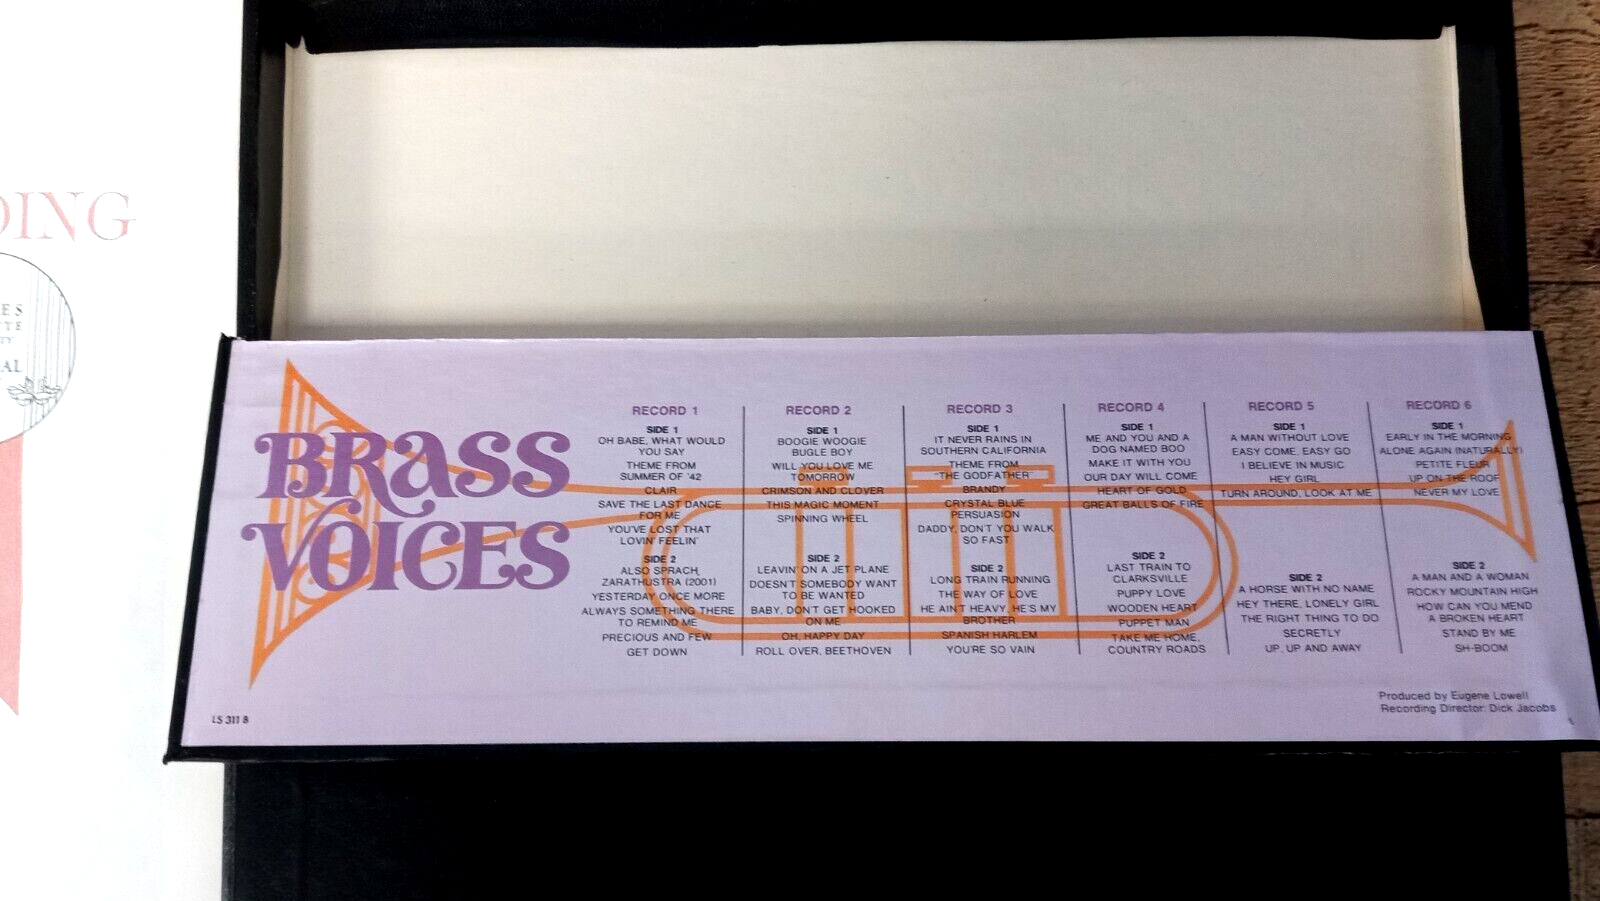 DING
ES
TE
TY
AL
BRASS
VOICES
RECORD 1
SIDE 1
OH BABE, WHAT WOULD
YOU SAY
THEME FROM
SUMMER OF '42
CLAIR
SAVE THE LAST DANCE
FOR ME
YOU'VE LOST THAT
LOVIN' FEELIN'
SIDE 2
ALSO SPRACH
ZARATHUSTRA (2001)
YESTERDAY ONCE MORE
ALWAYS SOMETHING THERE
TO REMIND ME
PRECIOUS AND FEW
GET DOWN
RECORD 2
SIDE 1
BOOGIE WOOGIE
BUGLE BOY
WILL YOU LOVE ME
TOMORROW
CRIMSON AND CLOVER
THIS MAGIC MOMENT
SPINNING WHEEL
SIDE 2
LEAVIN' ON A JET PLANE
DOESN'T SOMEBODY WANT
TO BE WANTED
BABY, DON'T GET HOOKED
ON ME
OH, HAPPY DAY
ROLL OVER, BEETHOVEN
RECORD 3
SIDE 1
IT NEVER RAINS IN
SOUTHERN CALIFORNIA
THEME FROM
"THE GODFATHER"
BRANDY
CRYSTAL BLUE
PERSUASION
DADDY, DON'T YOU WALK
SO FAST
SIDE 2
LONG TRAIN RUNNING
THE WAY OF LOVE
HE AIN'T HEAVY, HE'S MY
BROTHER
SPANISH HARLEM
YOU'RE SO VAIN
RECORD 4
SIDE 1
ME AND YOU AND A
DOG NAMED BOO
MAKE IT WITH YOU
OUR DAY WILL COME
HEART OF GOLD
GREAT BALLS OF FIRE
SIDE 2
LAST TRAIN TO
CLARKSVILLE
PUPPY LOVE
WOODEN HEART
PUPPET MAN
TAKE ME HOME,
COUNTRY ROADS
RECORD 5
SIDE 1
A MAN WITHOUT LOVE
EASY COME, EASY GO
I BELIEVE IN MUSIC
HEY GIRL
TURN AROUND, LOOK AT ME
SIDE 2
A HORSE WITH NO NAME
HEY THERE, LONELY GIRL
THE RIGHT THING TO DO
SECRETLY
UP, UP AND AWAY
RECORD 6
SIDE 1
EARLY IN THE MORNING
ALONE AGAIN (NATURALLY)
PETITE FLEUR
UP ON THE ROOF
NEVER MY LOVE
SIDE 2
A MAN AND A WOMAN
ROCKY MOUNTAIN HIGH
HOW CAN YOU MEND
A BROKEN HEART
STAND BY ME
SH-BOOM
Produced by Eugene Lowell
Recording Director: Dick Jacobs
LS 311 B